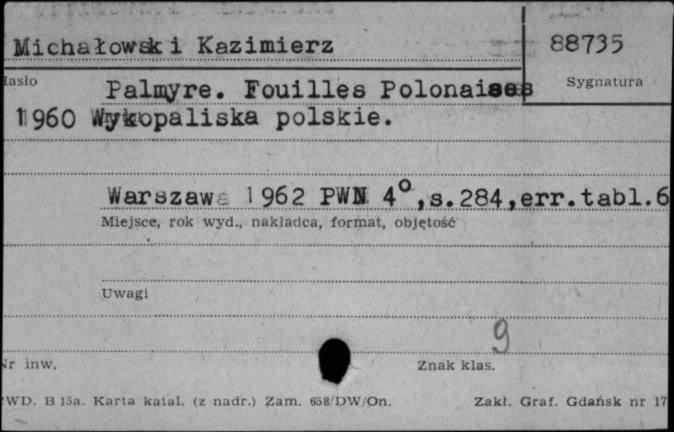 Michałowski Kazimierz
88735
Hasło
Sygnatura
Palmyre. Fouilles Polonaises
1960 Wykopaliska polskie.
Warszawa 1962 PWN 4°,s.284,err.tabl.6
Miejsce, rok wyd., nakładca, format, objętość
Uwagi
9
Nr inw.
Znak klas.
WD. B 15a. Karta katal. (z nadr.) Zam. 658/DW/On.
Zakł. Graf. Gdańsk nr 17